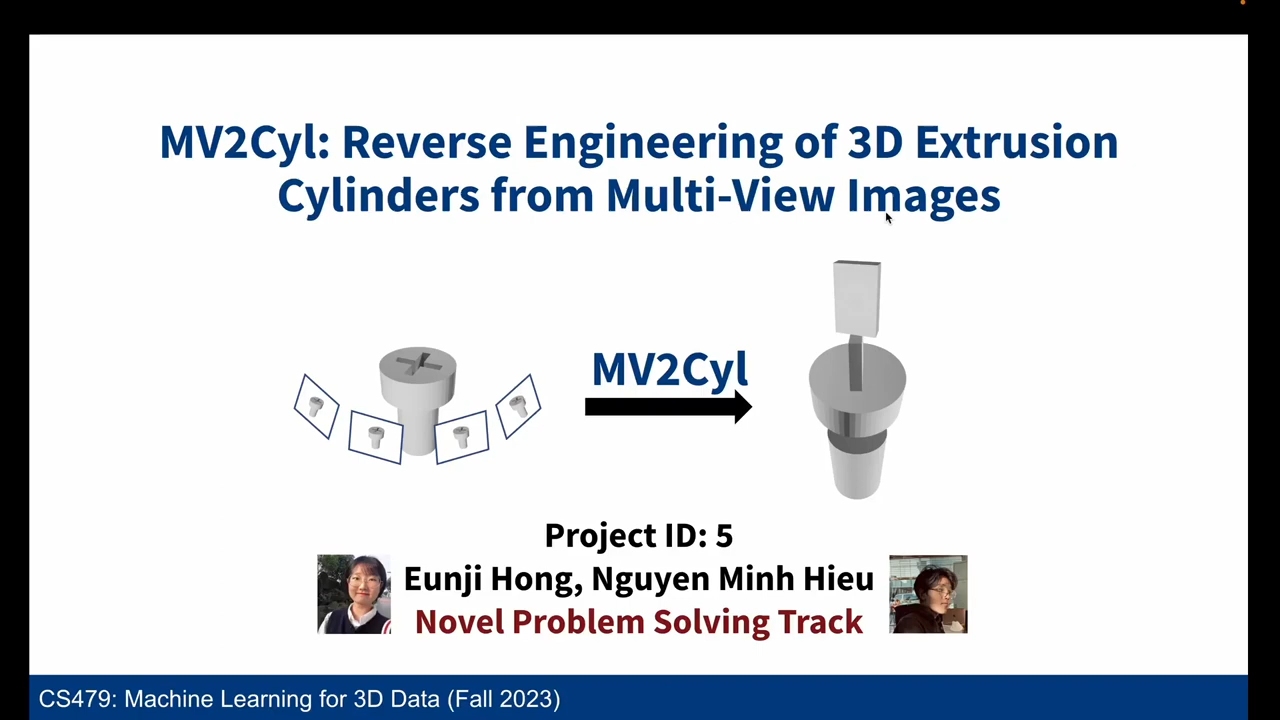 MV2Cyl: Reverse Engineering of 3D Extrusion
Cylinders from Multi-View Images
MV2Cyl
Project ID: 5
Eunji Hong, Nguyen Minh Hieu
Novel Problem Solving Track
CS479: Machine Learning for 3D Data (Fall 2023)